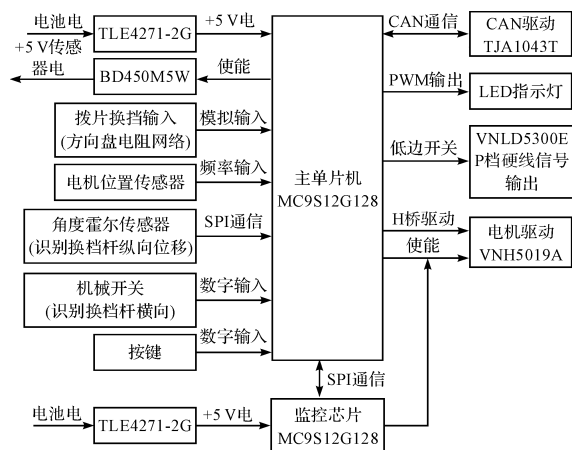 电池电
TLE4271-2G
+5 V电
+5 V传感
器电
BD450M5W
使能
拨片换挡输入
(方向盘电阻网络)
模拟输入
电机位置传感器
频率输入
角度霍尔传感器
(识别换档杆纵向位移)
SPI通信
机械开关
(识别换档杆横向)
数字输入
按键
数字输入
主单片机
MC9S12G128
CAN通信
CAN驱动
TJA1043T
PWM输出
LED指示灯
低边开关
VNLD5300E
P档硬线信号
输出
H桥驱动
使能
电机驱动
VNH5019A
SPI通信
电池电
TLE4271-2G
+5 V电
监控芯片
MC9S12G128